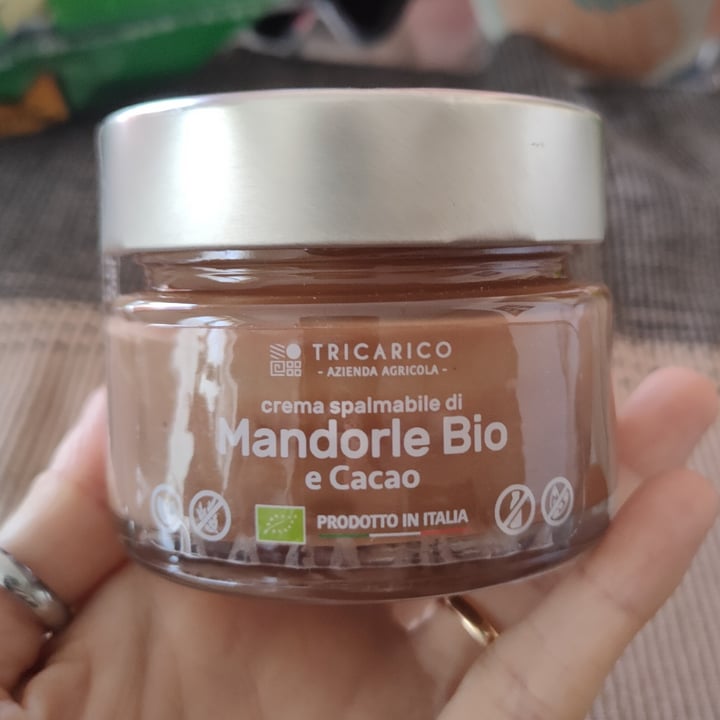 TRICARICO
- AZIENDA AGRICOLA -
crema spalmabile di
Mandorle Bio
e Cacao
PRODOTTO IN ITALIA